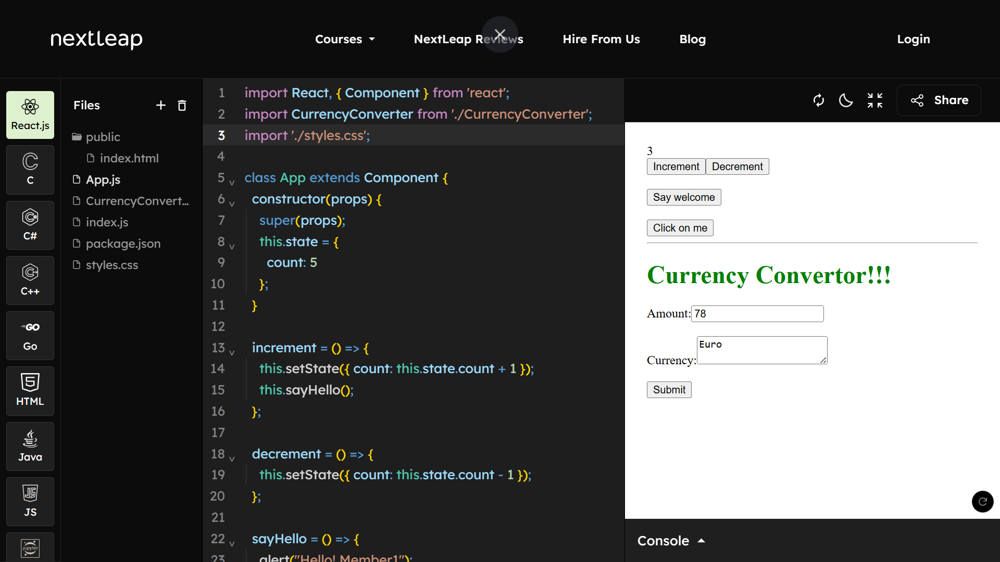 nextleap
Courses
NextLeap Reviews
Hire From Us
Blog
Login
React.js
C
C#
C++
Go
HTML
Java
JS
jupyter
Files
public
index.html
App.js
CurrencyConvert...
index.js
package.json
styles.css
1 import React, { Component } from 'react';
2 import CurrencyConverter from './CurrencyConverter';
3 import './styles.css';
4
5 class App extends Component {
6 constructor(props) {
7 super(props);
8 this.state = {
9 count: 5
10 };
11 }
12
13 increment = () => {
14 this.setState({ count: this.state.count + 1 });
15 this.sayHello();
16 };
17
18 decrement = () => {
19 this.setState({ count: this.state.count - 1 });
20 };
21
22 sayHello = () => {
23 alert("Hello! Member1");
Share
3
Increment Decrement
Say welcome
Click on me
Currency Convertor!!!
Amount: 78
Currency: Euro
Submit
Console